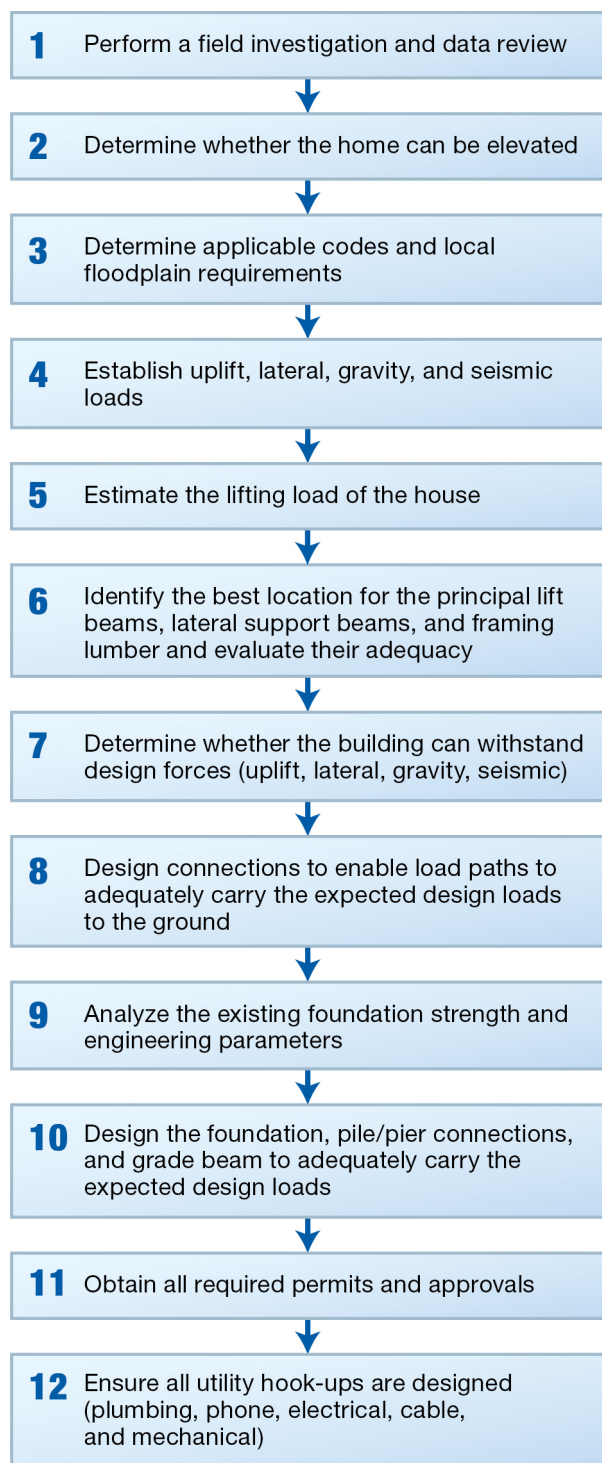 1 Perform a field investigation and data review
2 Determine whether the home can be elevated
3 Determine applicable codes and local
floodplain requirements
4 Establish uplift, lateral, gravity, and seismic
loads
5 Estimate the lifting load of the house
6 Identify the best location for the principal lift
beams, lateral support beams, and framing
lumber and evaluate their adequacy
7 Determine whether the building can withstand
design forces (uplift, lateral, gravity, seismic)
8 Design connections to enable load paths to
adequately carry the expected design loads
to the ground
9 Analyze the existing foundation strength and
engineering parameters
10 Design the foundation, pile/pier connections,
and grade beam to adequately carry the
expected design loads
11 Obtain all required permits and approvals
12 Ensure all utility hook-ups are designed
(plumbing, phone, electrical, cable,
and mechanical)